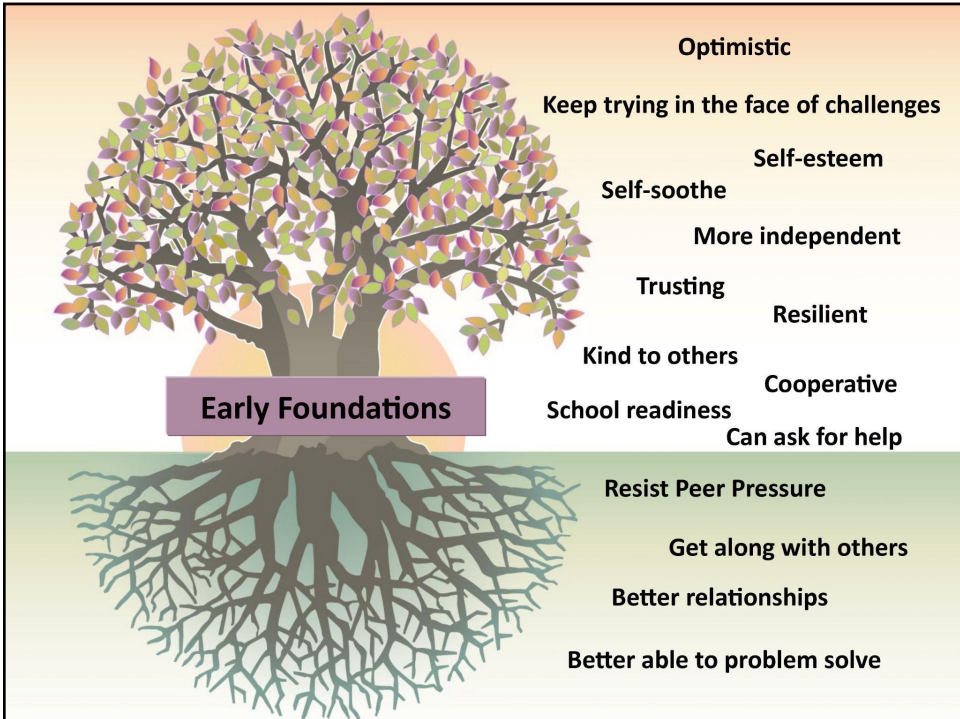 Optimistic
Keep trying in the face of challenges
Self-esteem
Self-soothe
More independent
Trusting
Resilient
Kind to others
Cooperative
Early Foundations
School readiness
Can ask for help
Resist Peer Pressure
Get along with others
Better relationships
Better able to problem solve